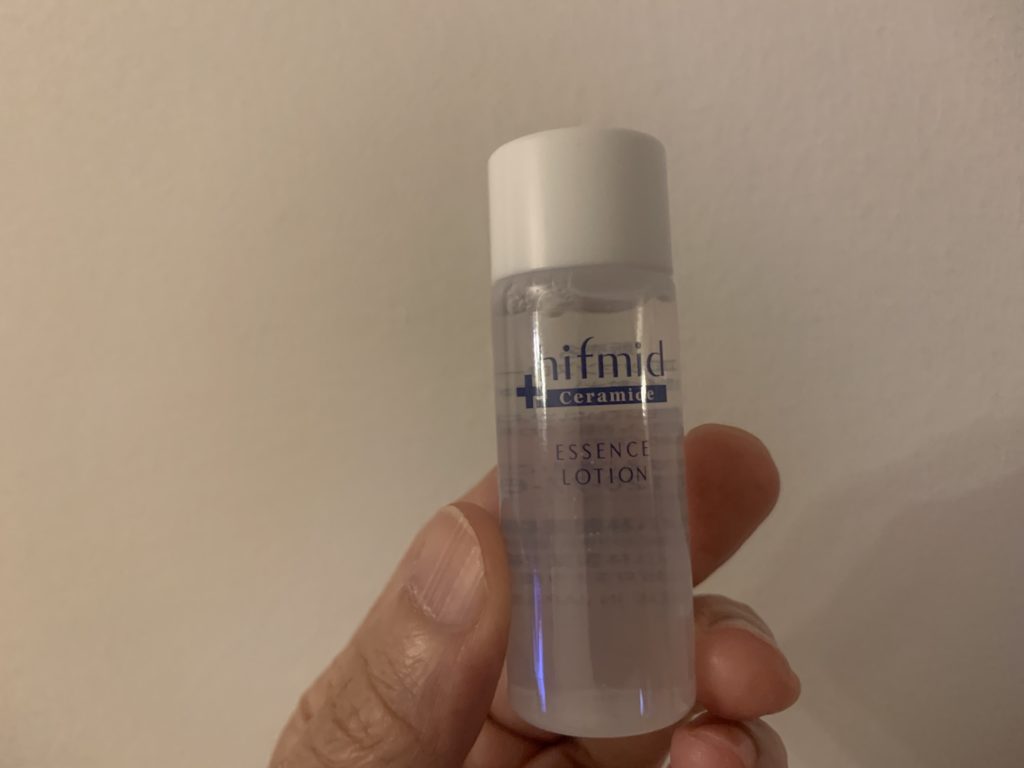 hifmid
+ Ceramide
ESSENCE
LOTION